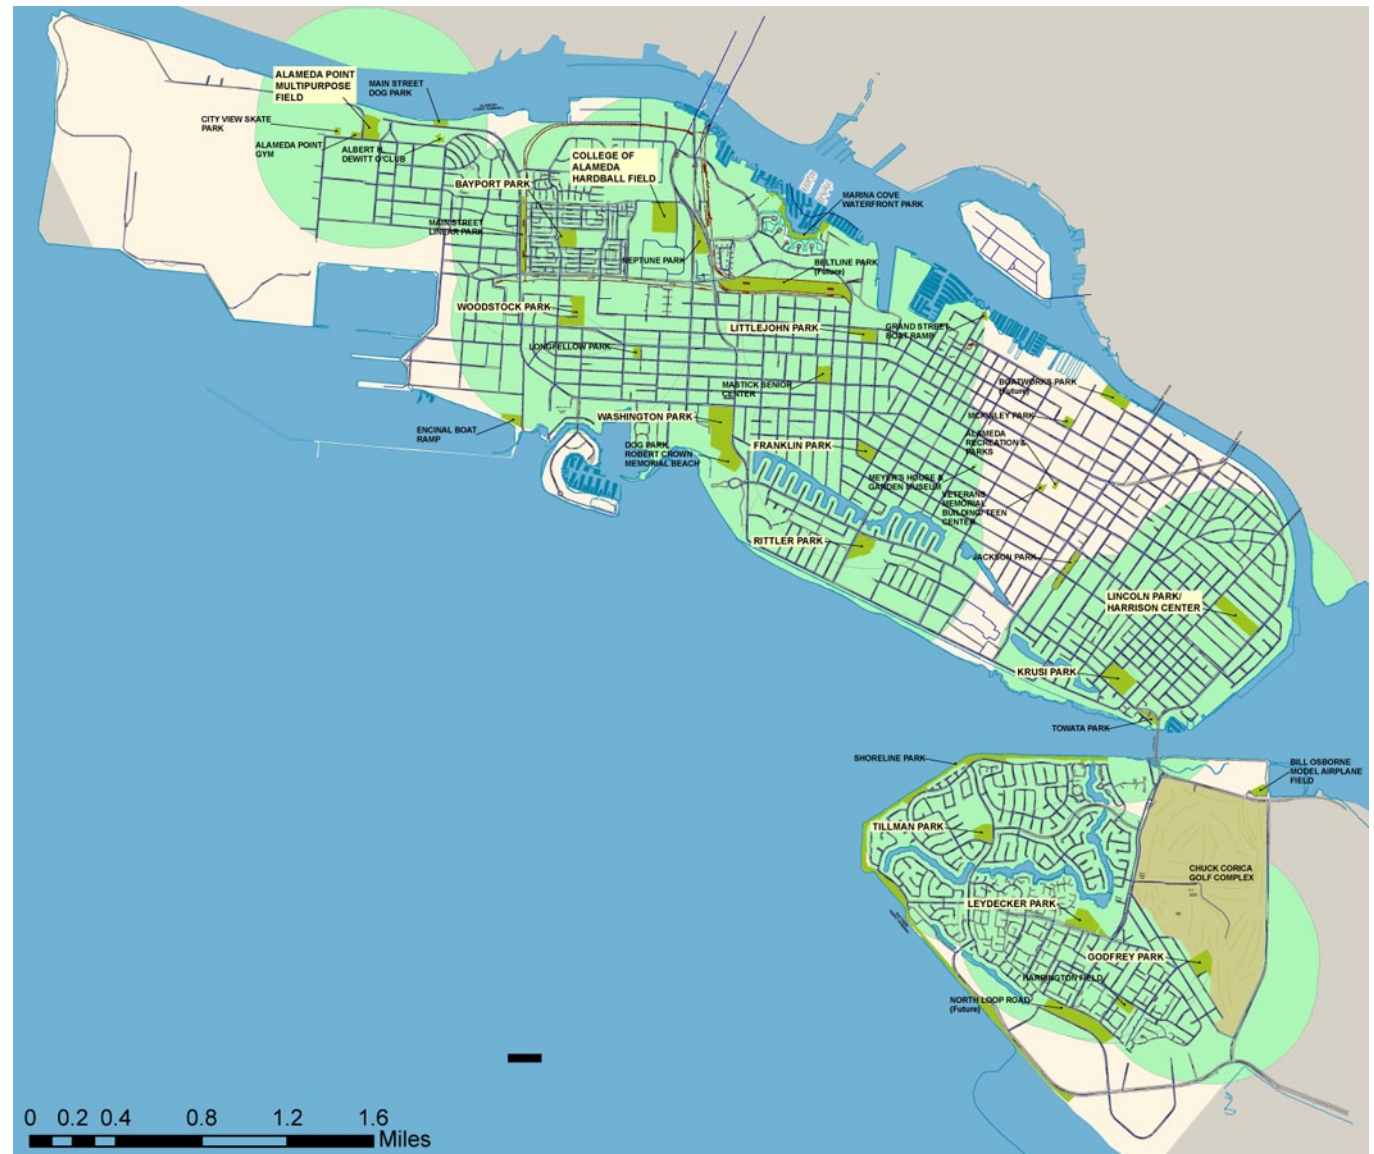 ALAMEDA POINT
MULTIPURPOSE
FIELD
MAIN STREET
DOG PARK
CITY VIEW SKATE
PARK
ALAMEDA POINT
GYM
ALBERT H.
DEWITT O'CLUB
COLLEGE OF
ALAMEDA
HARDBALL FIELD
BAYPORT PARK
MARINA COVE
WATERFRONT PARK
MAIN STREET
LINEAR PARK
NEPTUNE PARK
BELTLINE PARK
(Future)
WOODSTOCK PARK
LITTLEJOHN PARK
GRAND STREET
BOAT RAMP
LONGFELLOW PARK
MASTICK SENIOR
CENTER
BOATWORKS PARK
(Future)
WASHINGTON PARK
MCKINLEY PARK
ENCINAL BOAT
RAMP
ALAMEDA
RECREATION &
PARKS
DOG PARK
ROBERT CROWN
MEMORIAL BEACH
FRANKLIN PARK
MEYER'S HOUSE &
GARDEN MUSEUM
VETERANS
MEMORIAL
BUILDING/ TEEN
CENTER
RITTLER PARK
JACKSON PARK
LINCOLN PARK/
HARRISON CENTER
KRUSI PARK
TOWATA PARK
SHORELINE PARK
BILL OSBORNE
MODEL AIRPLANE
FIELD
TILLMAN PARK
CHUCK CORICA
GOLF COMPLEX
LEYDECKER PARK
GODFREY PARK
HARRINGTON FIELD
NORTH LOOP ROAD
(Future)
0 0.2 0.4 0.8 1.2 1.6
Miles